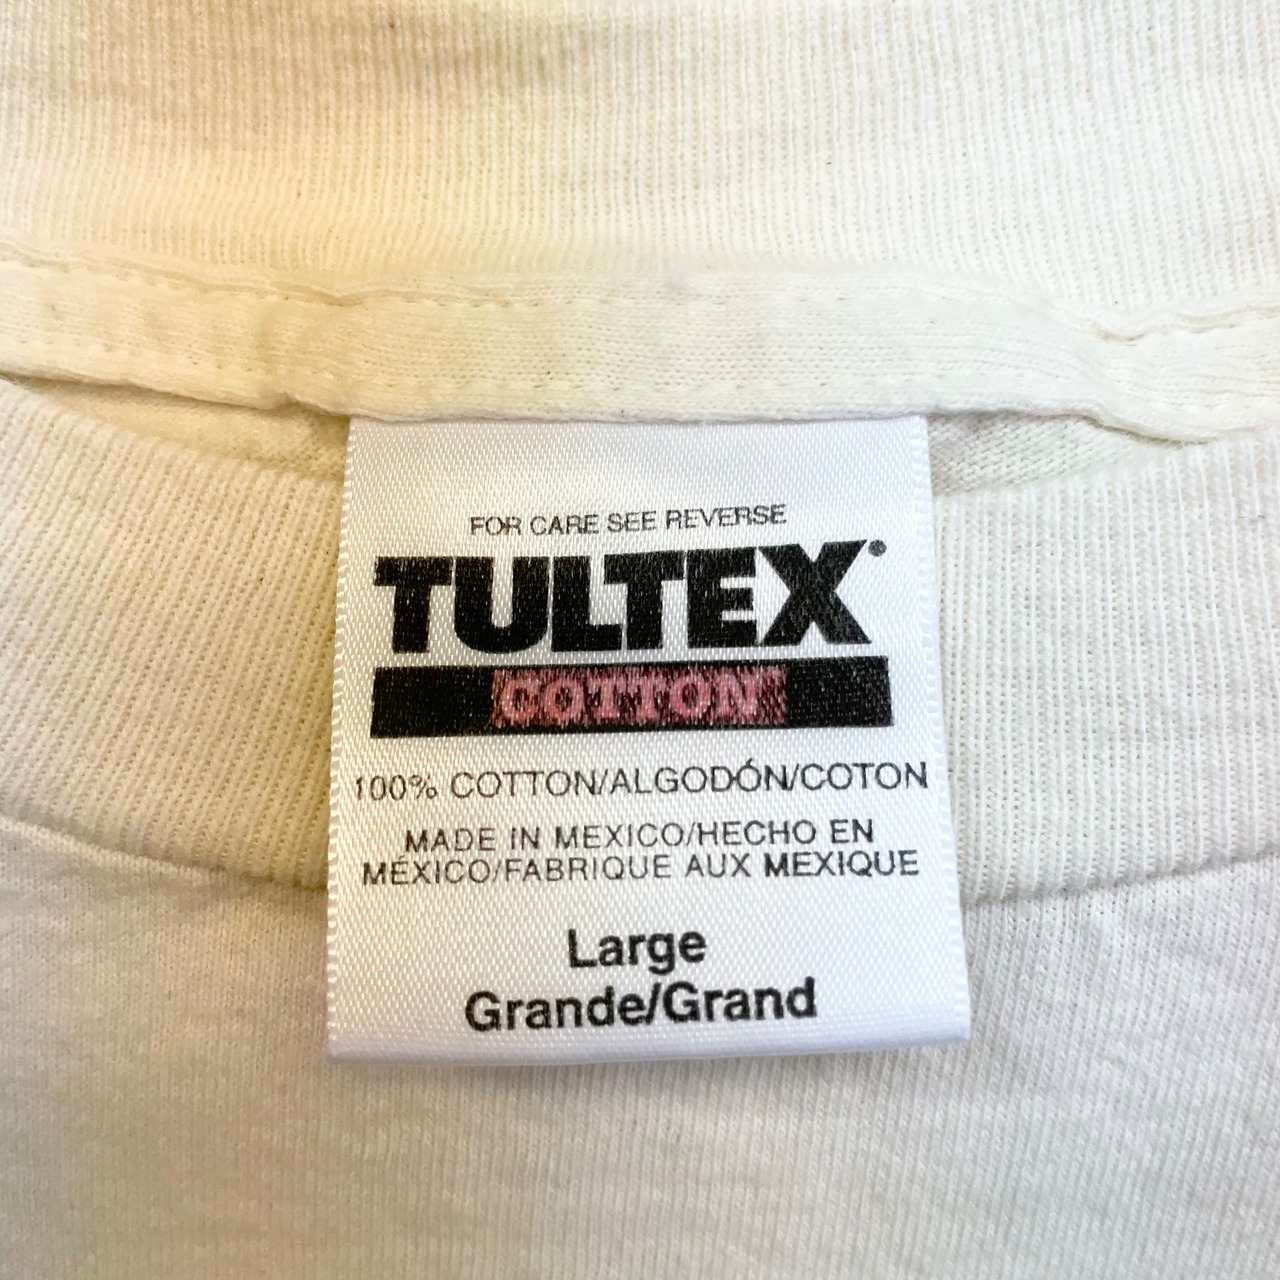 FOR CARE SEE REVERSE
TULTEX
COTTON
100% COTTON/ALGODÓN/COTON
MADE IN MEXICO/HECHO EN
MÉXICO/FABRIQUE AUX MEXIQUE
Large
Grande/Grand